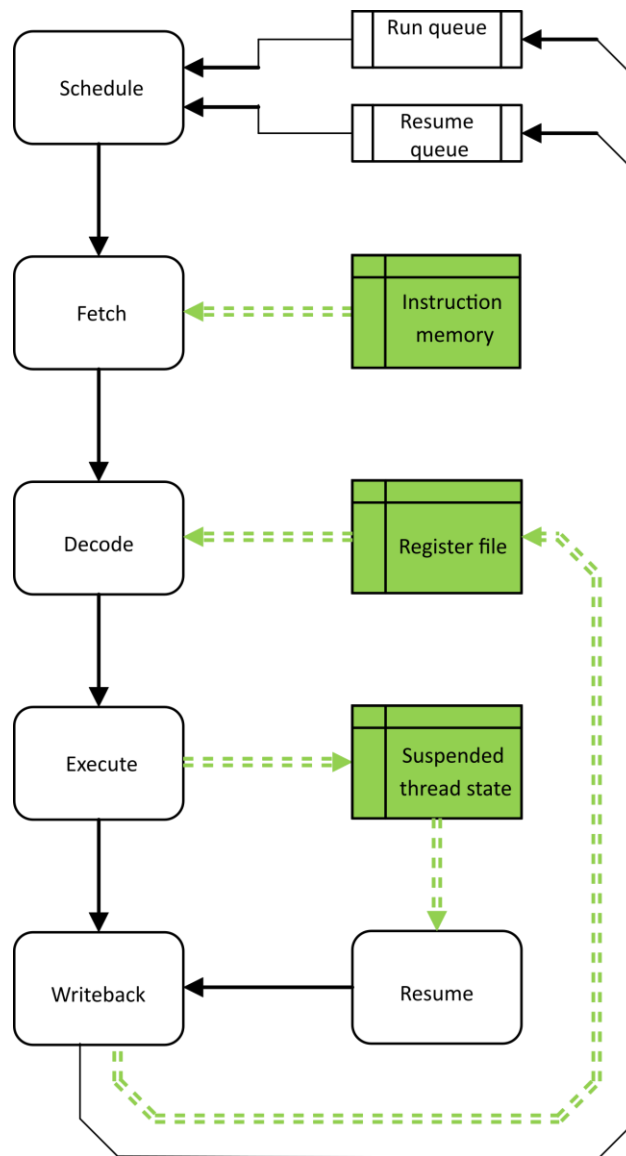 Run queue
Schedule
Resume
queue
Fetch
Instruction
memory
Decode
Register file
Execute
Suspended
thread state
Writeback
Resume